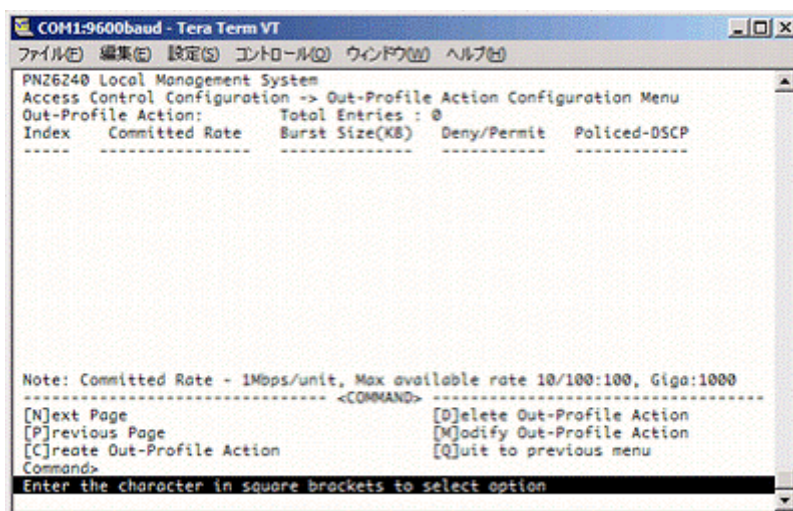 COM1:9600baud - Tera Term VT
ファイル(F) 編集(E) 設定(S) コントロール(O) ウィンドウ(W) ヘルプ(H)
PN26240 Local Management System
Access Control Configuration -> Out-Profile Action Configuration Menu
Out-Profile Action: Total Entries : 0
Index Committed Rate Burst Size(KB) Deny/Permit Policed-DSCP
----- ---------------- -------------- ----------- ------------
Note: Committed Rate - 1Mbps/unit, Max available rate 10/100:100, Giga:1000
--------------------------------- <COMMAND> -----------------------------------
[N]ext Page [D]elete Out-Profile Action
[P]revious Page [M]odify Out-Profile Action
[C]reate Out-Profile Action [Q]uit to previous menu
Command>
Enter the character in square brackets to select option